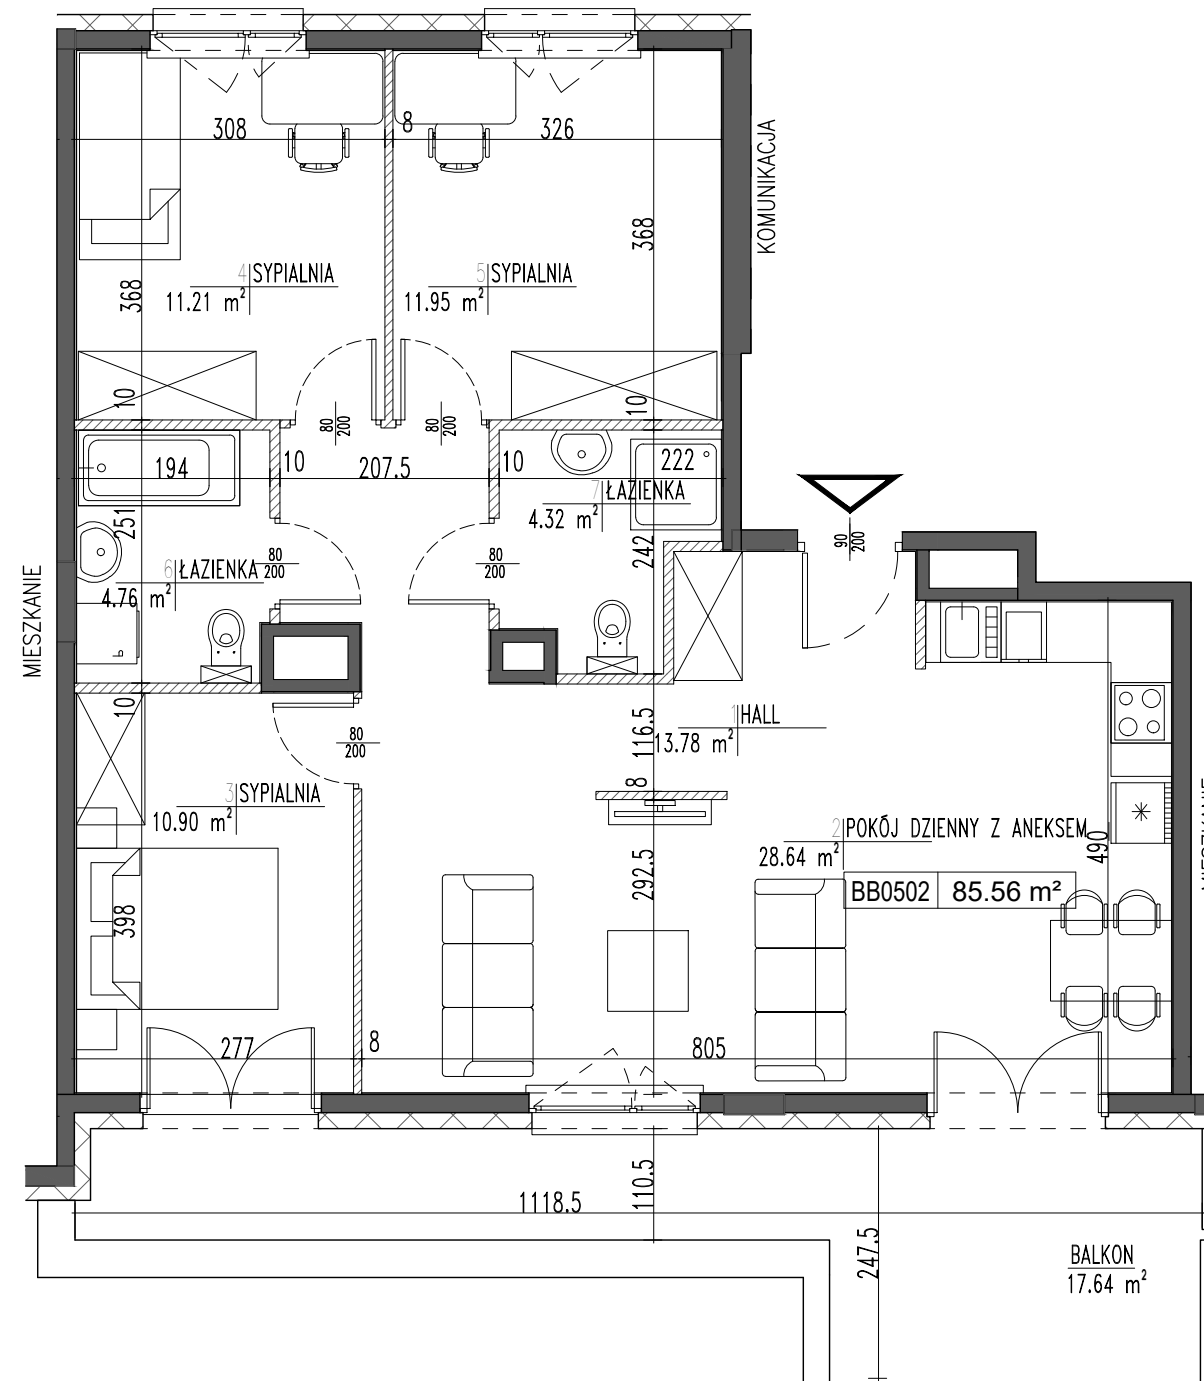 308
8
326
KOMUNIKACJA
368
368
4 SYPIALNIA
11.21 m²
5 SYPIALNIA
11.95 m²
10
10
80
200
80
200
194
10
207.5
10
222
7 ŁAZIENKA
4.32 m²
251
242
90
200
6 ŁAZIENKA
4.76 m²
80
200
80
200
MIESZKANIE
10
116.5
1 HALL
13.78 m²
80
200
8
3 SYPIALNIA
10.90 m²
2 POKÓJ DZIENNY Z ANEKSEM
28.64 m²
490
292.5
BB0502 85.56 m²
398
277
8
805
1118.5
110.5
247.5
BALKON
17.64 m²